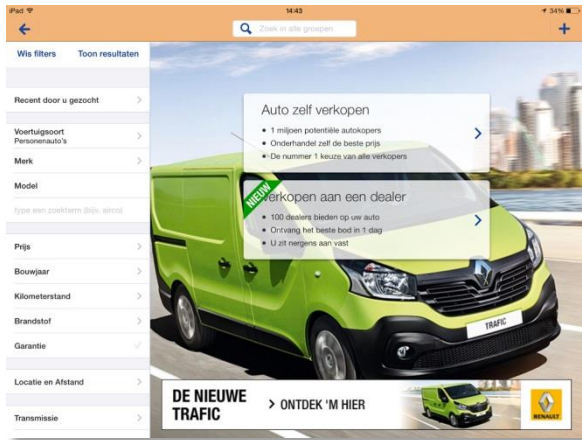 iPad
14:43
34%
Zoek in alle groepen
Wis filters
Toon resultaten
Recent door u gezocht
Voertuigsoort
Personenauto's
Merk
Model
type een zoekterm (bijv. airco)
Prijs
Bouwjaar
Kilometerstand
Brandstof
Garantie
Locatie en Afstand
Transmissie
Auto zelf verkopen
• 1 miljoen potentiële autokopers
• Onderhandel zelf de beste prijs
• De nummer 1 keuze van alle verkopers
NIEUW
Verkopen aan een dealer
• 100 dealers bieden op uw auto
• Ontvang het beste bod in 1 dag
• U zit nergens aan vast
TRAFIC
DE NIEUWE
TRAFIC
> ONTDEK 'M HIER
RENAULT